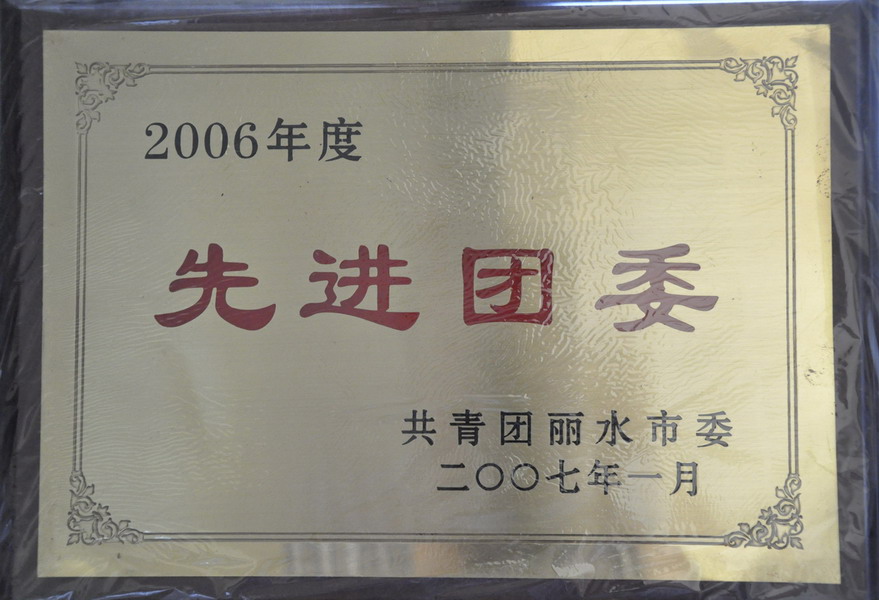 2006年度
先进团委
共青团丽水市委
二〇〇七年一月